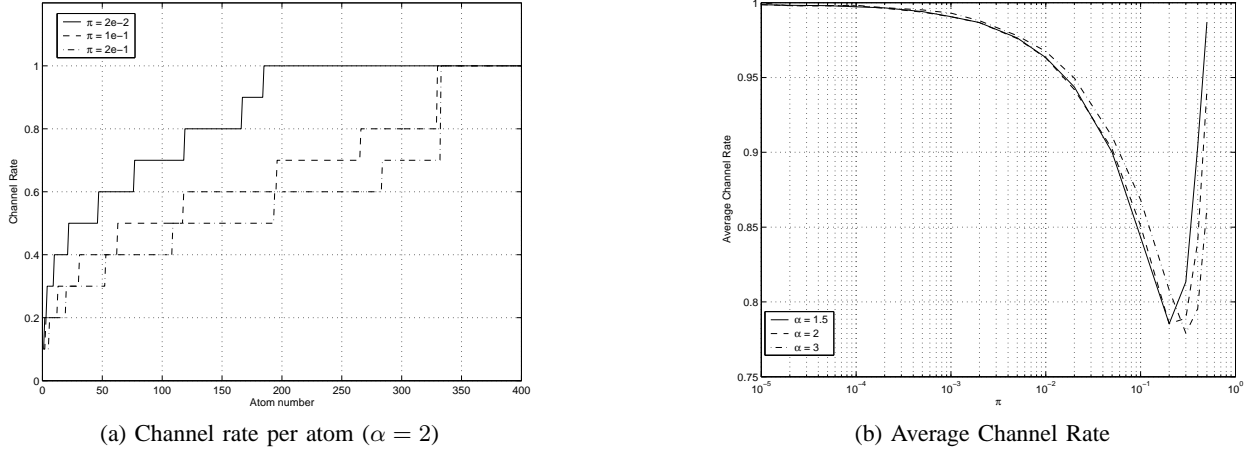 π = 2e−2
π = 1e−1
π = 2e−1
1
0.8
0.6
0.4
0.2
0
Channel Rate
0 50 100 150 200 250 300 350 400
Atom number
(a) Channel rate per atom (α = 2)
1
0.95
0.9
0.85
0.8
0.75
Average Channel Rate
α = 1.5
α = 2
α = 3
10⁻⁵ 10⁻⁴ 10⁻³ 10⁻² 10⁻¹ 10⁰
π
(b) Average Channel Rate